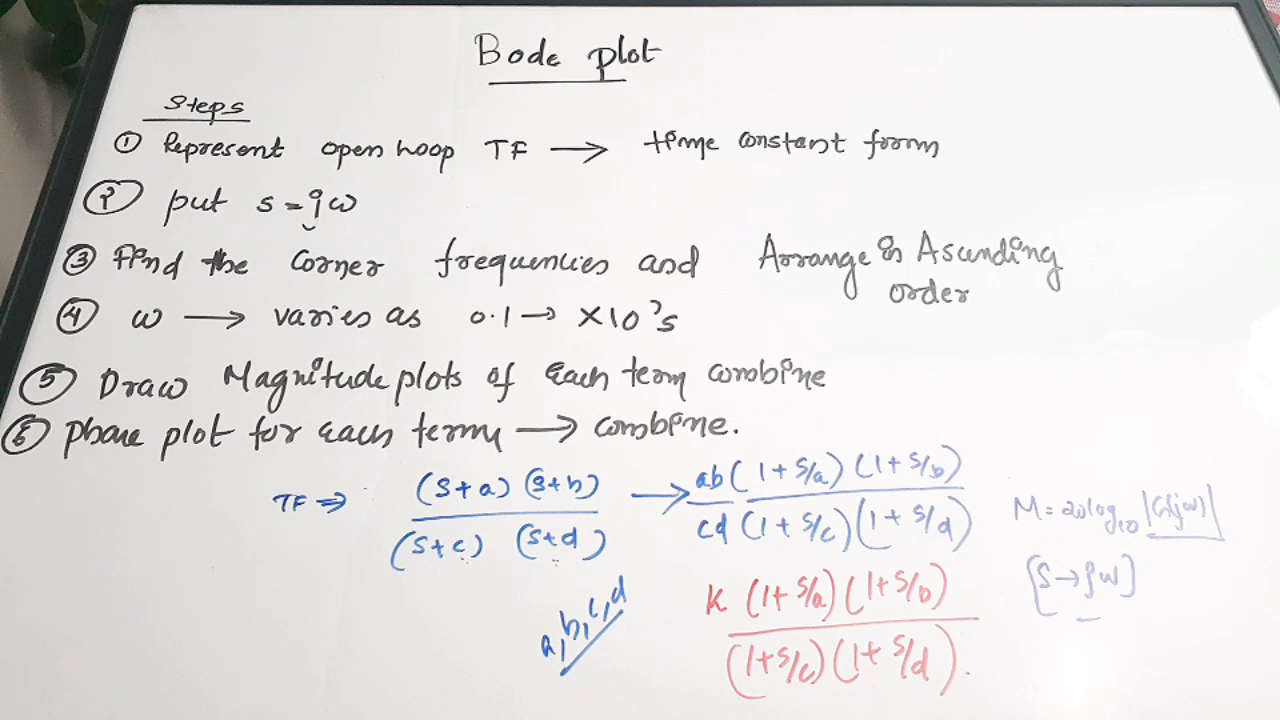 Bode plot
Steps
① Represent open loop TF → time constant form
② put s = jω
③ Find the corner frequencies and Arrange in Ascending order
④ ω → varies as 0.1 → ×10's
⑤ Draw Magnitude plots of each term combine
⑥ phase plot for each term → combine.
TF ⇒ (s+a) (s+b) / (s+c) (s+d) → ab (1 + s/a) (1 + s/b) / cd (1 + s/c) (1 + s/d)
M = 20 log₁₀ |G(jω)|
[s → jω]
a, b, c, d
K (1+ s/a) (1+ s/b) / (1+ s/c) (1+ s/d).